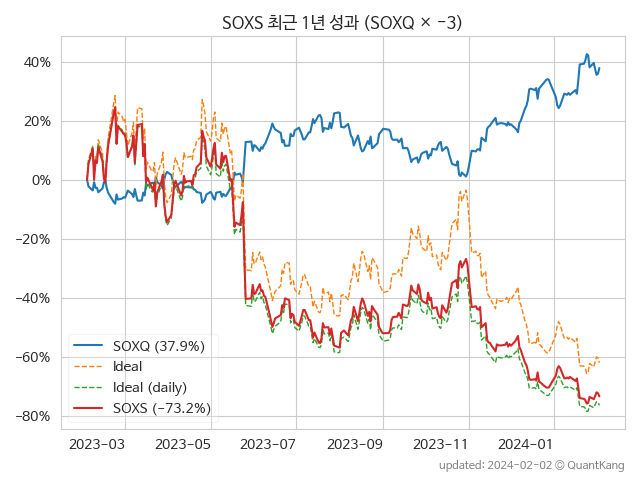 SOXS 최근 1년 성과 (SOXQ × −3)
40%
20%
0%
−20%
−40%
−60%
−80%
SOXQ (37.9%)
Ideal
Ideal (daily)
SOXS (−73.2%)
2023−03 2023−05 2023−07 2023−09 2023−11 2024−01
updated: 2024-02-02 © QuantKang